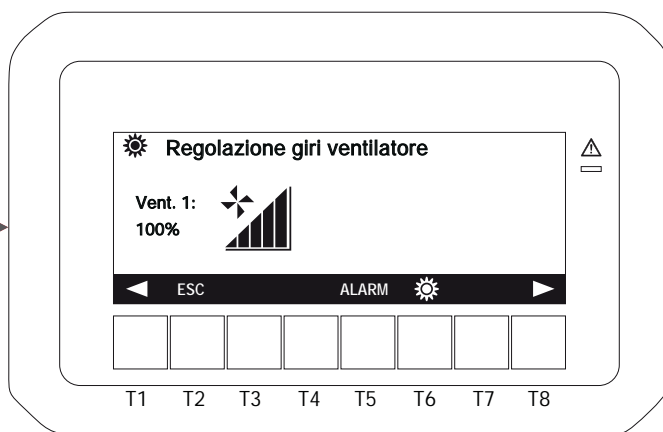 Regolazione giri ventilatore
Vent. 1:
100%
ESC ALARM
T1 T2 T3 T4 T5 T6 T7 T8